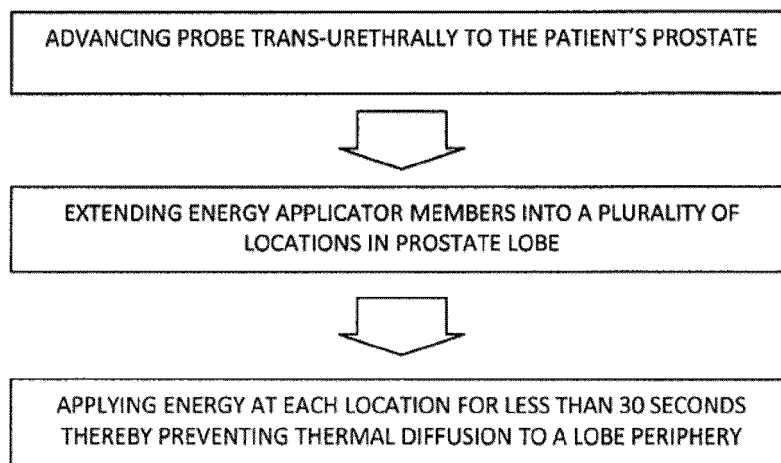 ADVANCING PROBE TRANS-URETHRALLY TO THE PATIENT'S PROSTATE
EXTENDING ENERGY APPLICATOR MEMBERS INTO A PLURALITY OF
LOCATIONS IN PROSTATE LOBE
APPLYING ENERGY AT EACH LOCATION FOR LESS THAN 30 SECONDS
THEREBY PREVENTING THERMAL DIFFUSION TO A LOBE PERIPHERY